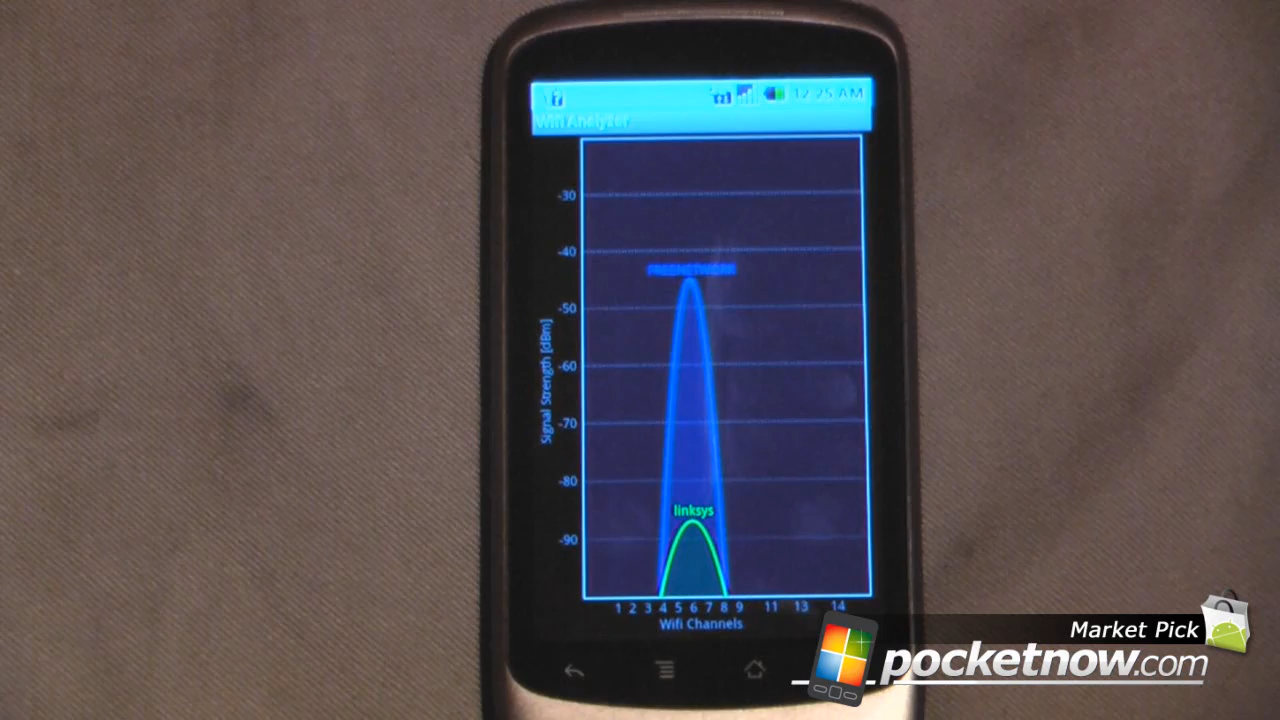 12:25 AM
Wifi Analyzer
-30
-40
FREENETWORK
-50
-60
Signal Strength [dBm]
-70
-80
linksys
-90
1 2 3 4 5 6 7 8 9 11 13 14
Wifi Channels
Market Pick
pocketnow.com